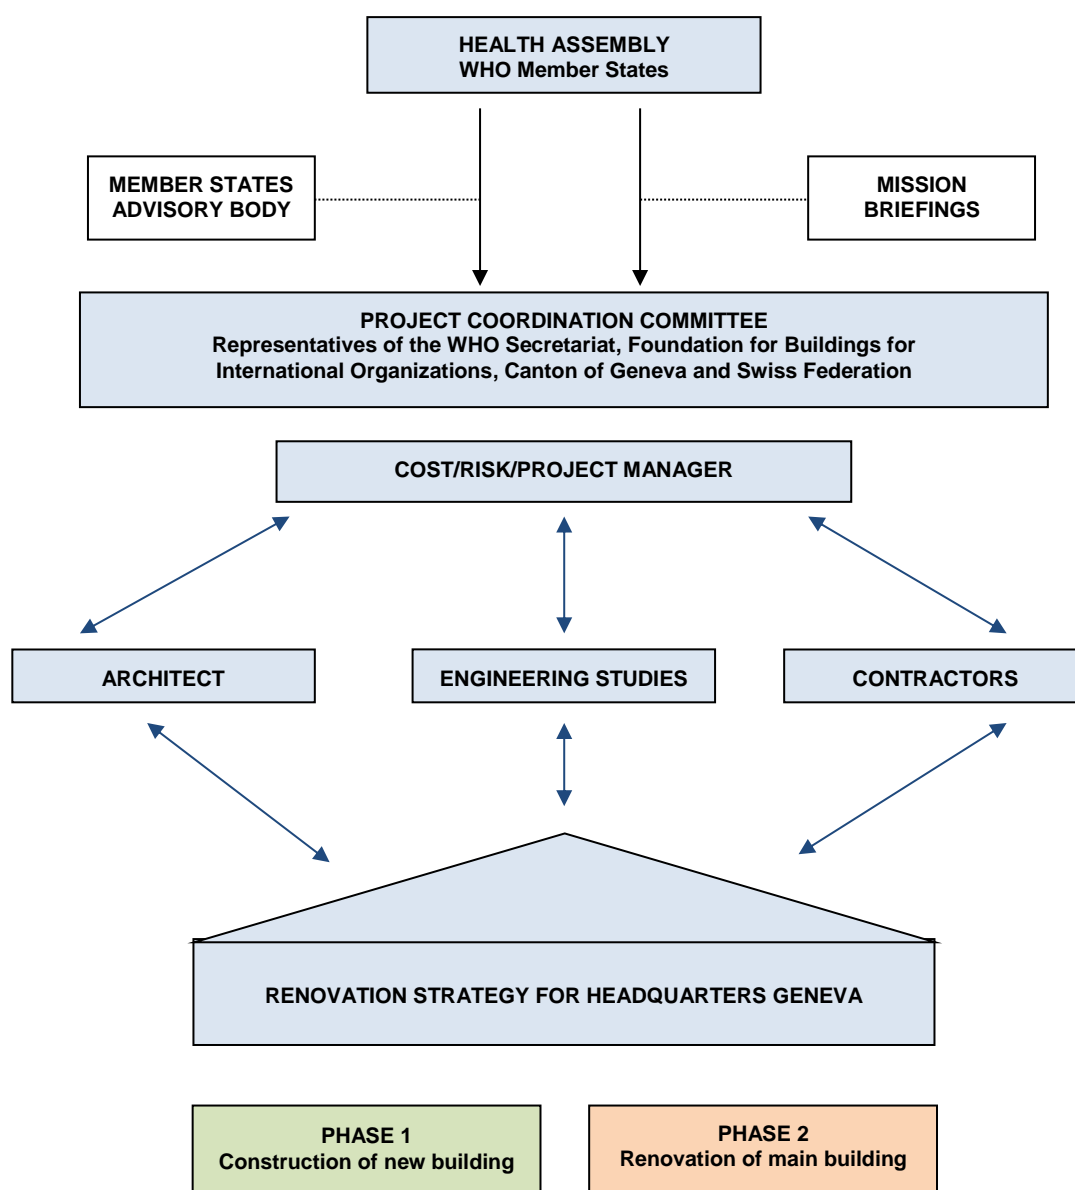 HEALTH ASSEMBLY
WHO Member States
MEMBER STATES
ADVISORY BODY
MISSION
BRIEFINGS
PROJECT COORDINATION COMMITTEE
Representatives of the WHO Secretariat, Foundation for Buildings for
International Organizations, Canton of Geneva and Swiss Federation
COST/RISK/PROJECT MANAGER
ARCHITECT
ENGINEERING STUDIES
CONTRACTORS
RENOVATION STRATEGY FOR HEADQUARTERS GENEVA
PHASE 1
Construction of new building
PHASE 2
Renovation of main building